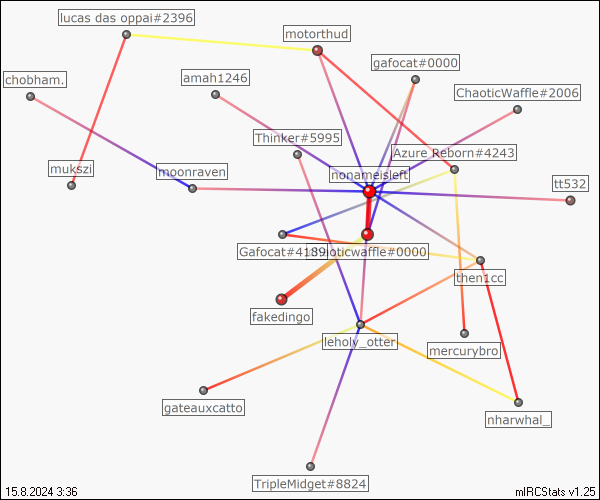 lucas das oppai#2396
motorthud
gafocat#0000
chobham.
amah1246
ChaoticWaffle#2006
Thinker#5995
Azure Reborn#4243
mukszi
moonraven
nonameisleft
tt532
Gafocat#4189
oticwaffle#0000
then1cc
fakedingo
leholy_otter
mercurybro
gateauxcatto
nharwhal_
TripleMidget#8824
15.8.2024 3:36
mIRCStats v1.25